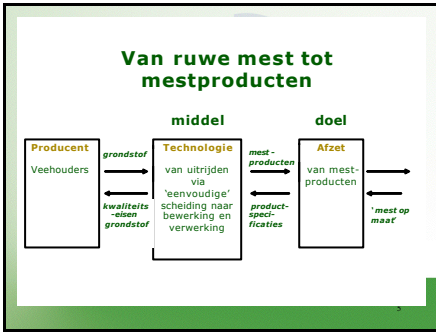 Van ruwe mest tot
mestproducten
middel
doel
Producent
Veehouders
grondstof
kwaliteits
-eisen
grondstof
Technologie
van uitrijden
via
‘eenvoudige’
scheiding naar
bewerking en
verwerking
mest -
producten
product-
speci-
ficaties
Afzet
van mest-
producten
‘mest op
maat’
5